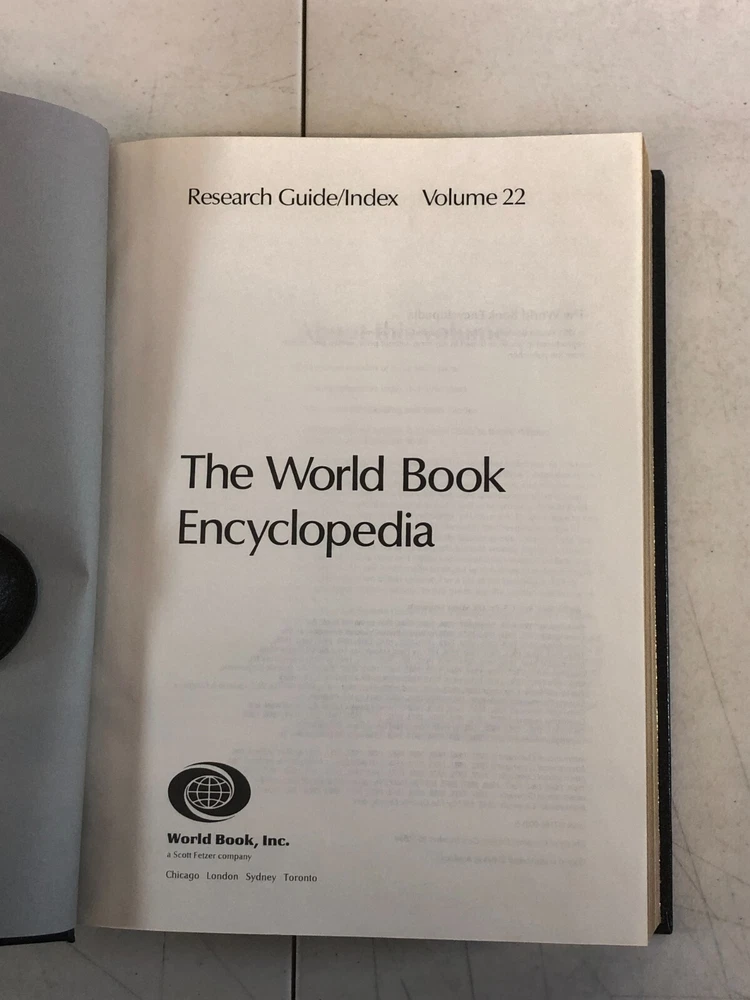 Research Guide/Index Volume 22
The World Book
Encyclopedia
World Book, Inc.
a Scott Fetzer company
Chicago London Sydney Toronto